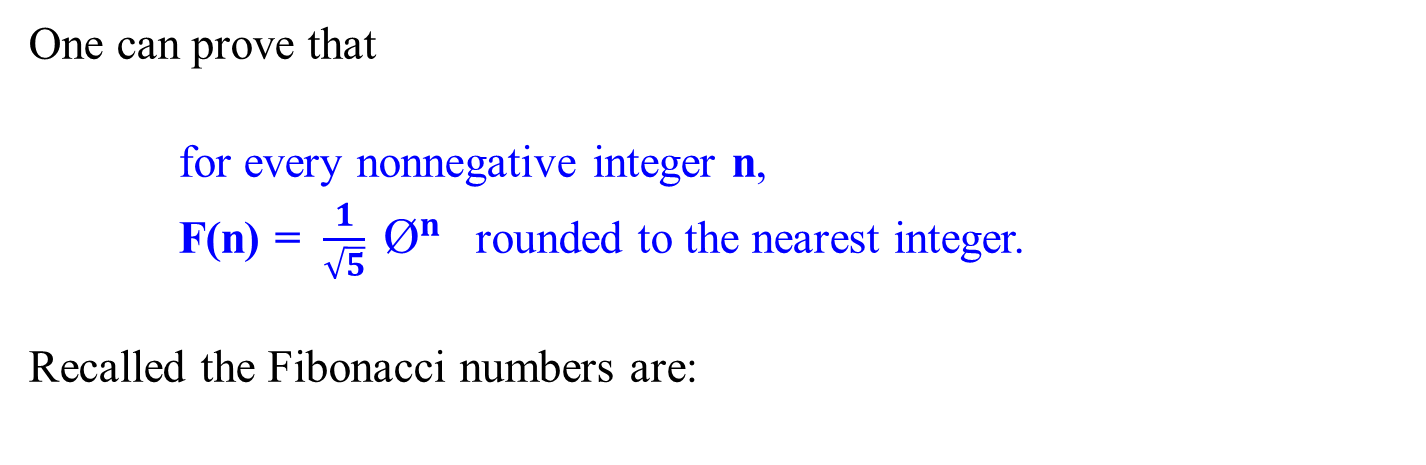 One can prove that
for every nonnegative integer n,
F(n) = 1/√5 Øⁿ rounded to the nearest integer.
Recalled the Fibonacci numbers are: